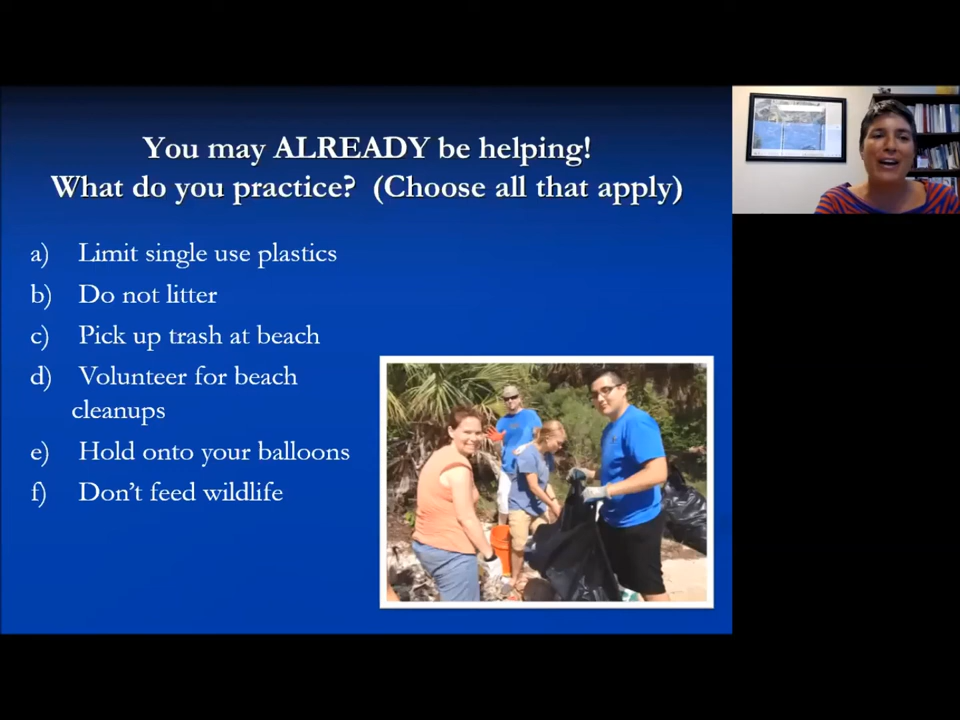 You may ALREADY be helping!
What do you practice? (Choose all that apply)
a) Limit single use plastics
b) Do not litter
c) Pick up trash at beach
d) Volunteer for beach
cleanups
e) Hold onto your balloons
f) Don't feed wildlife